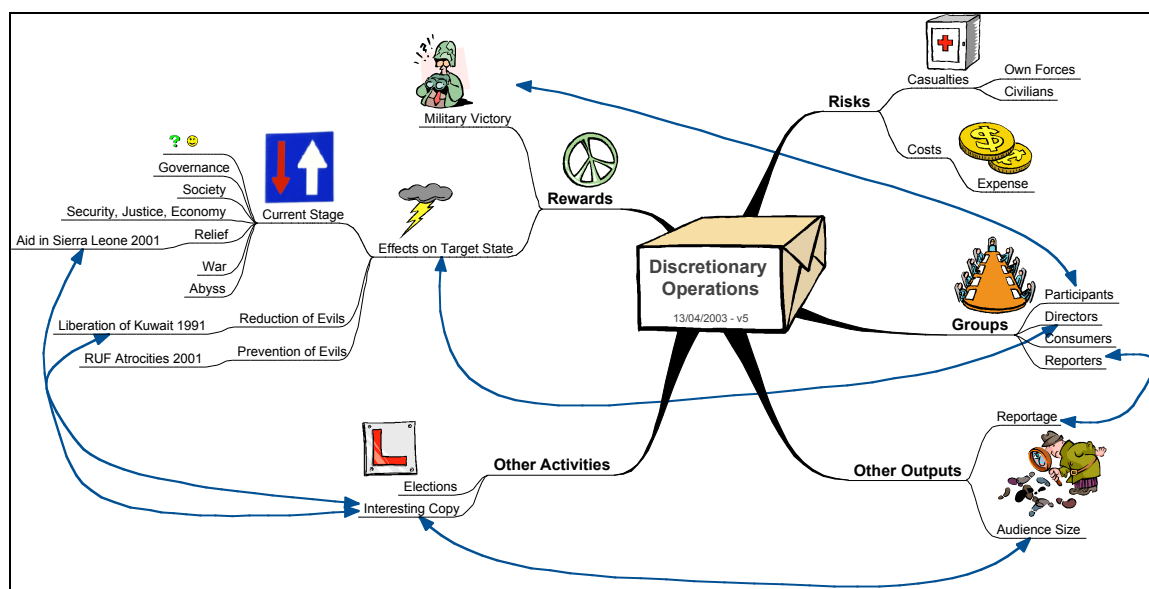 Discretionary
Operations
13/04/2003 - v5
Risks
Casualties
Own Forces
Civilians
Costs
Expense
Groups
Participants
Directors
Consumers
Reporters
Other Outputs
Reportage
Audience Size
Other Activities
Elections
Interesting Copy
L
Rewards
Military Victory
!?!?
Effects on Target State
Current Stage
?
Governance
Society
Security, Justice, Economy
Relief
Aid in Sierra Leone 2001
War
Abyss
Reduction of Evils
Liberation of Kuwait 1991
Prevention of Evils
RUF Atrocities 2001
$